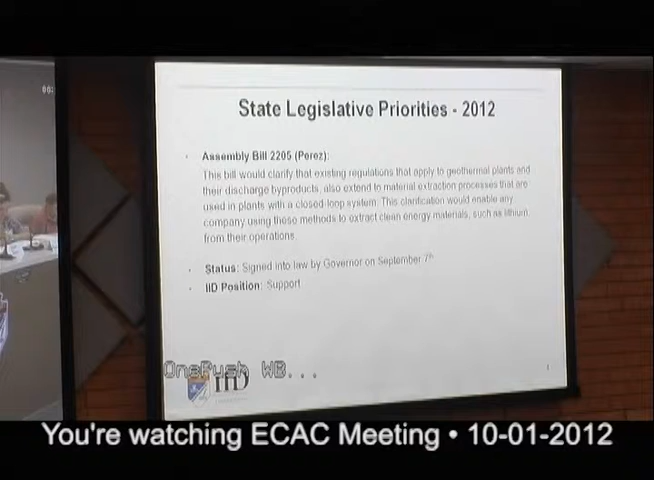 State Legislative Priorities - 2012
Assembly Bill 2205 (Perez):
This bill would clarify that existing regulations that apply to geothermal plants and
their discharge byproducts, also extend to material extraction processes that are
used in plants with a closed-loop system. This clarification would enable any
company using these methods to extract clean energy materials, such as lithium,
from their operations.
Status: Signed into law by Governor on September 7th
IID Position: Support
OnePush WB...
IID
You're watching ECAC Meeting • 10-01-2012